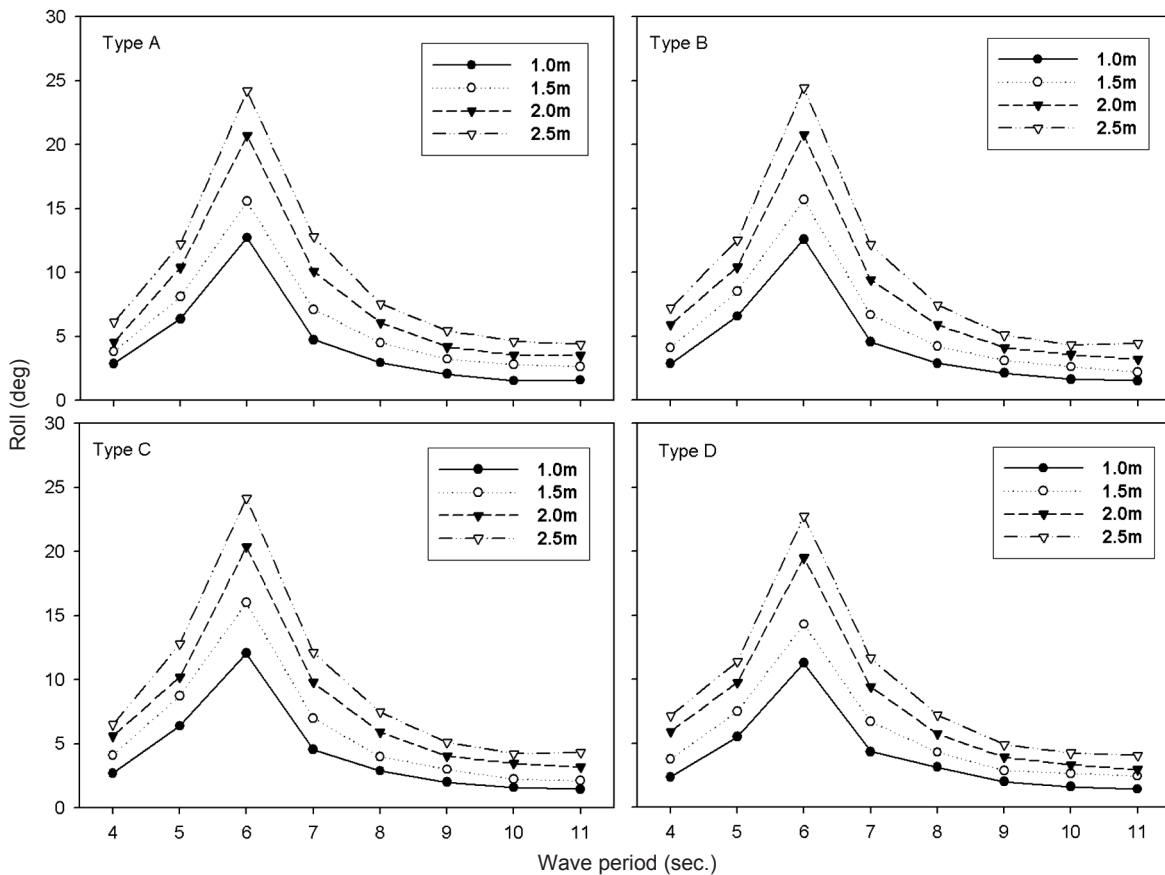 30
25
20
15
10
5
0
Type A
1.0m
1.5m
2.0m
2.5m
Type B
1.0m
1.5m
2.0m
2.5m
Roll (deg)
30
25
20
15
10
5
0
Type C
1.0m
1.5m
2.0m
2.5m
Type D
1.0m
1.5m
2.0m
2.5m
4 5 6 7 8 9 10 11 4 5 6 7 8 9 10 11
Wave period (sec.)